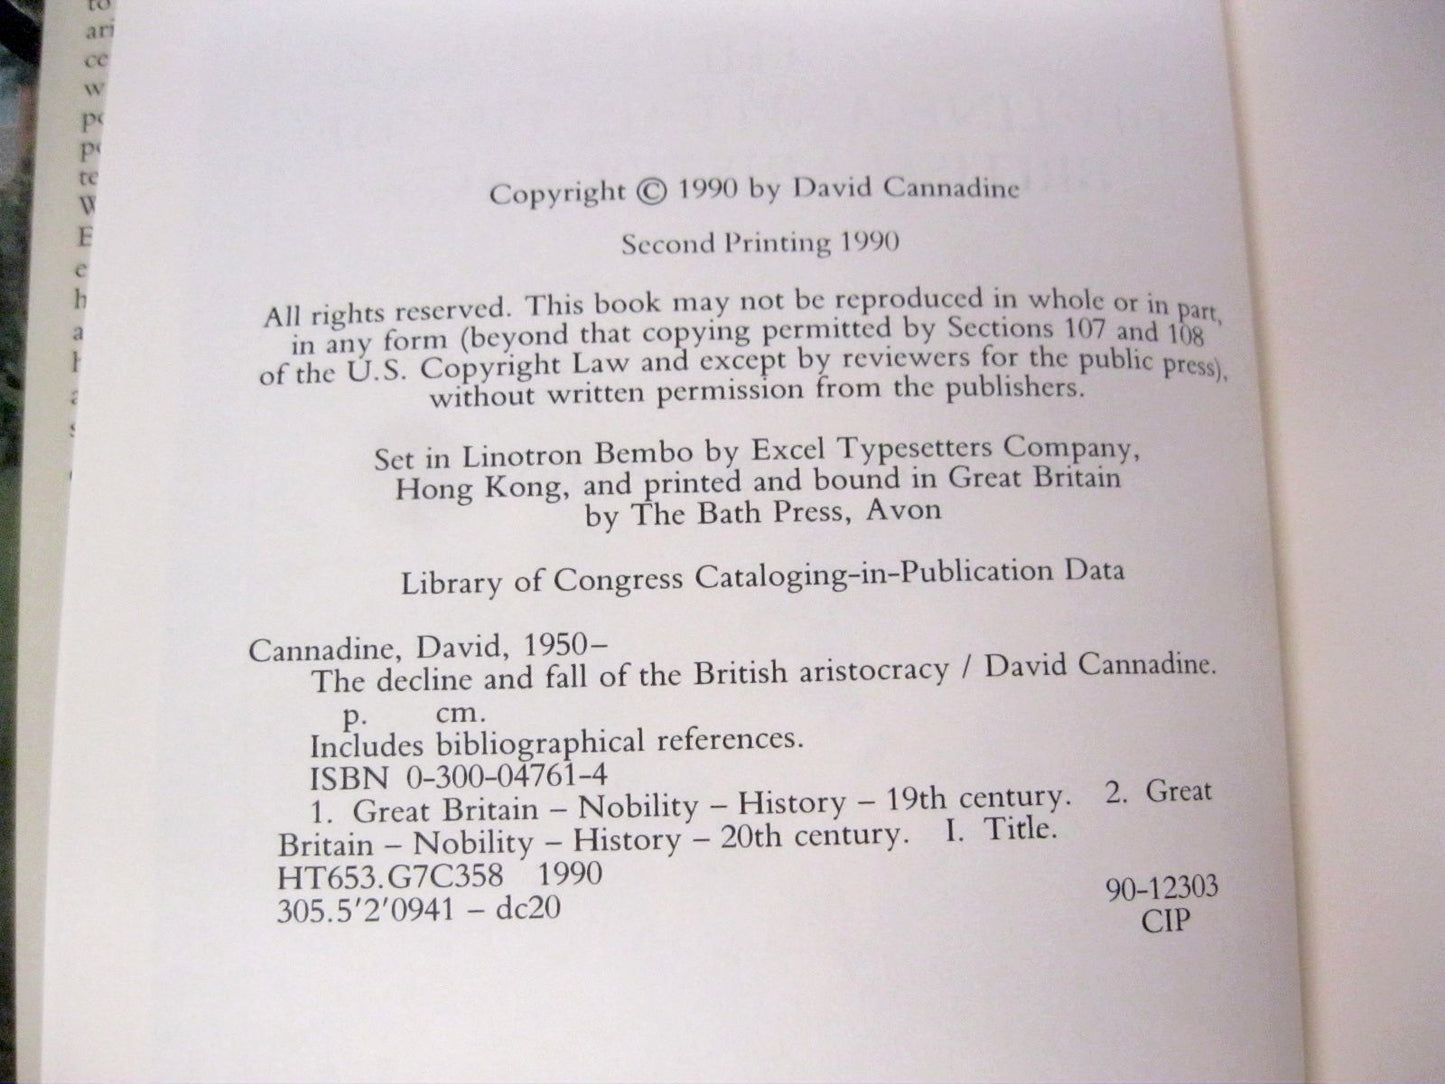 to
ari
ce
w
po
po
te
W
E
e
h
a
h
a
s
Copyright © 1990 by David Cannadine
Second Printing 1990
All rights reserved. This book may not be reproduced in whole or in part,
in any form (beyond that copying permitted by Sections 107 and 108
of the U.S. Copyright Law and except by reviewers for the public press),
without written permission from the publishers.
Set in Linotron Bembo by Excel Typesetters Company,
Hong Kong, and printed and bound in Great Britain
by The Bath Press, Avon
Library of Congress Cataloging-in-Publication Data
Cannadine, David, 1950–
The decline and fall of the British aristocracy / David Cannadine.
p. cm.
Includes bibliographical references.
ISBN 0-300-04761-4
1. Great Britain – Nobility – History – 19th century. 2. Great
Britain – Nobility – History – 20th century. I. Title.
HT653.G7C358 1990
305.5′2′0941 – dc20
90-12303
CIP